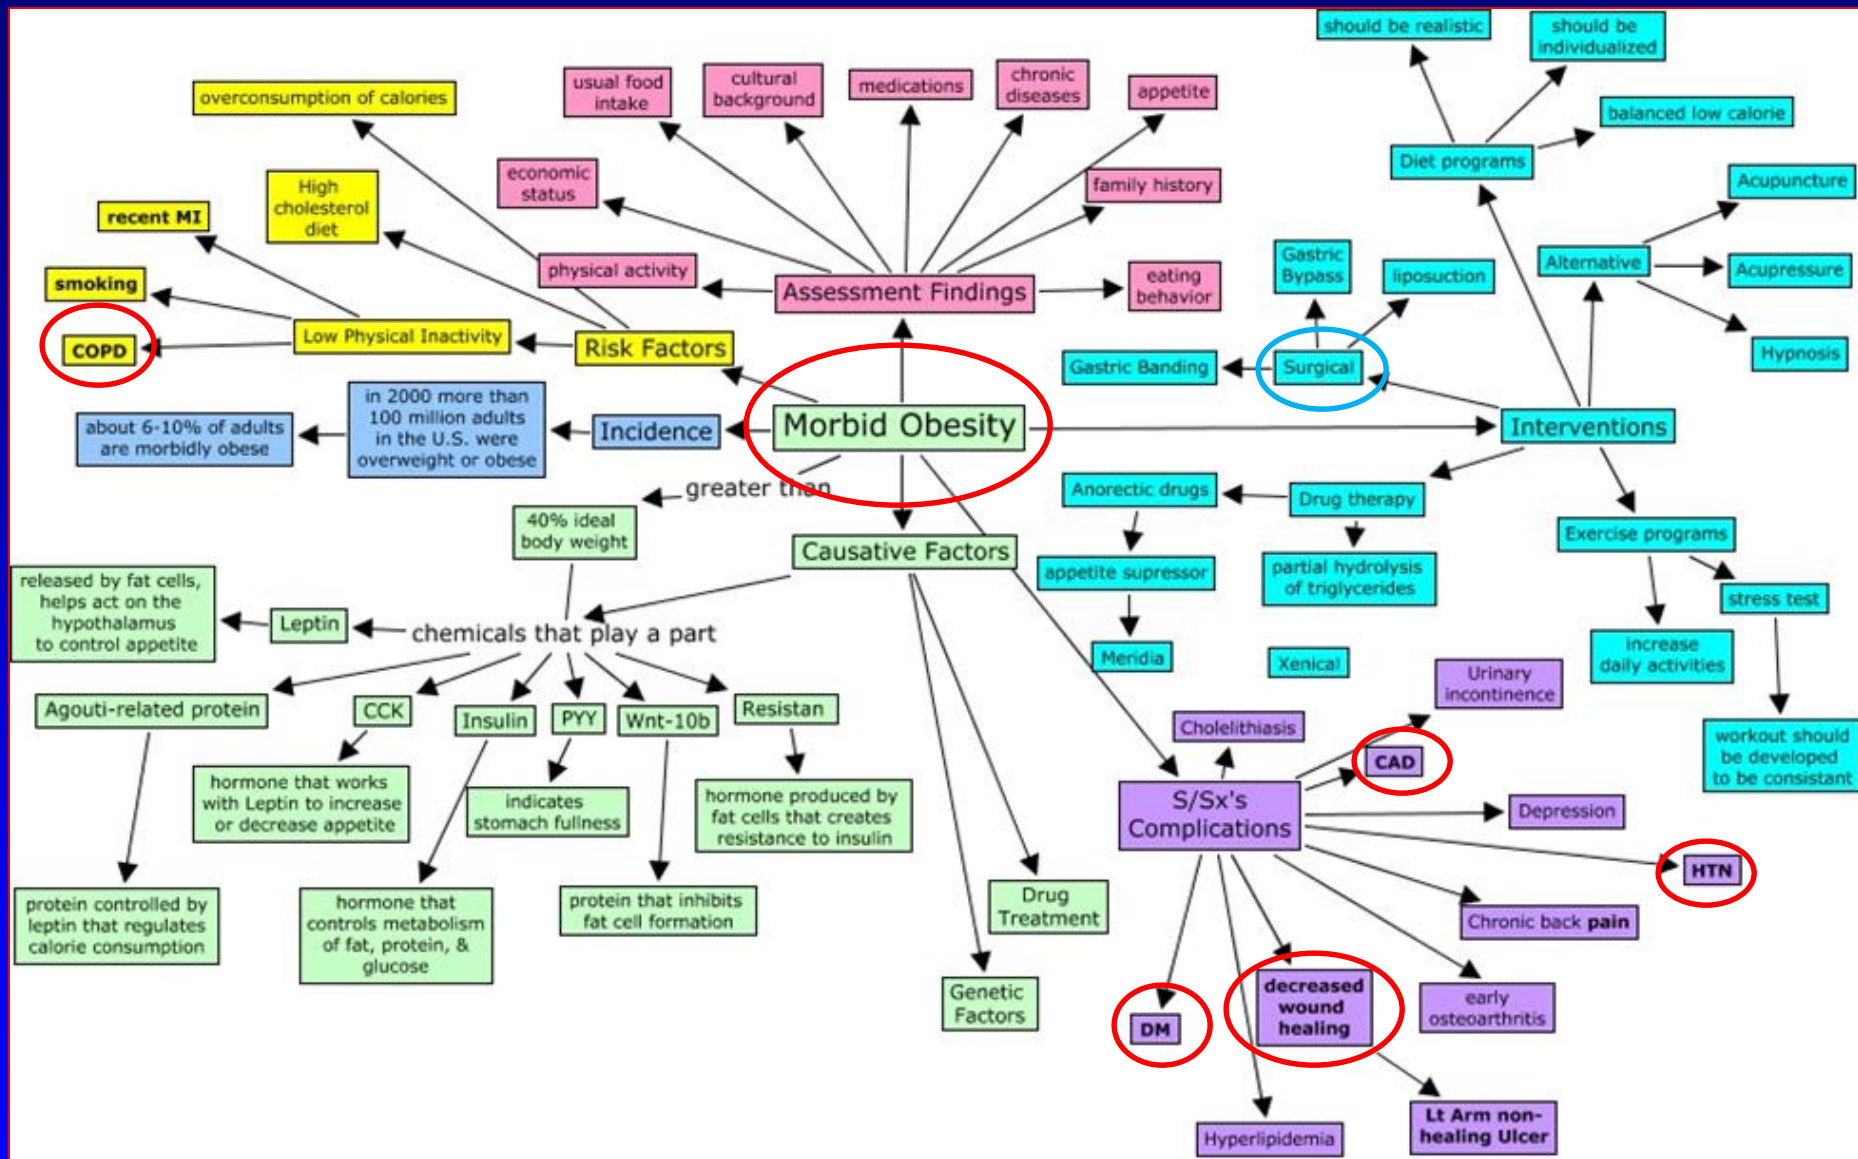 should be realistic
should be
individualized
usual food
intake
cultural
background
medications
chronic
diseases
appetite
overconsumption of calories
balanced low calorie
Diet programs
economic
status
High
cholesterol
diet
family history
Acupuncture
recent MI
Gastric
Bypass
liposuction
Alternative
Acupressure
physical activity
Assessment Findings
eating
behavior
smoking
Low Physical Inactivity
Risk Factors
COPD
Gastric Banding
Surgical
Hypnosis
about 6-10% of adults
are morbidly obese
in 2000 more than
100 million adults
in the U.S. were
overweight or obese
Incidence
Morbid Obesity
Interventions
greater than
Anorectic drugs
Drug therapy
40% ideal
body weight
Causative Factors
Exercise programs
appetite supressor
partial hydrolysis
of triglycerides
released by fat cells,
helps act on the
hypothalamus
to control appetite
Leptin
chemicals that play a part
stress test
Meridia
Xenical
increase
daily activities
Urinary
incontinence
Agouti-related protein
CCK
Insulin
PYY
Wnt-10b
Resistan
Cholelithiasis
CAD
workout should
be developed
to be consistant
hormone that works
with Leptin to increase
or decrease appetite
indicates
stomach fullness
hormone produced by
fat cells that creates
resistance to insulin
S/Sx's
Complications
Depression
HTN
protein controlled by
leptin that regulates
calorie consumption
hormone that
controls metabolism
of fat, protein, &
glucose
protein that inhibits
fat cell formation
Drug
Treatment
Chronic back pain
Genetic
Factors
DM
decreased
wound
healing
early
osteoarthritis
Hyperlipidemia
Lt Arm non-
healing Ulcer